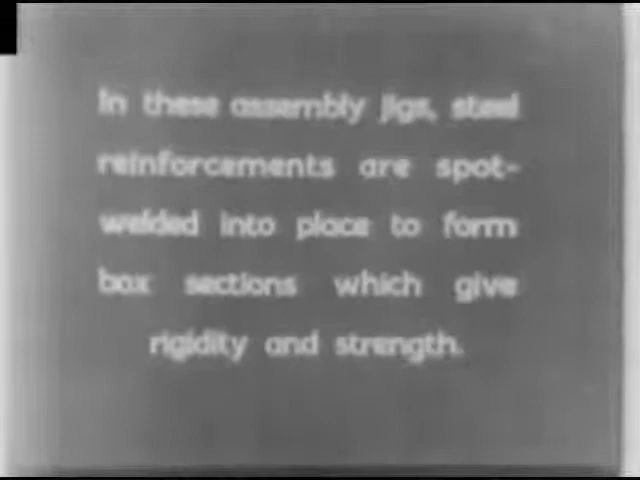 In these assembly jigs, steel
reinforcements are spot-
welded into place to form
box sections which give
rigidity and strength.